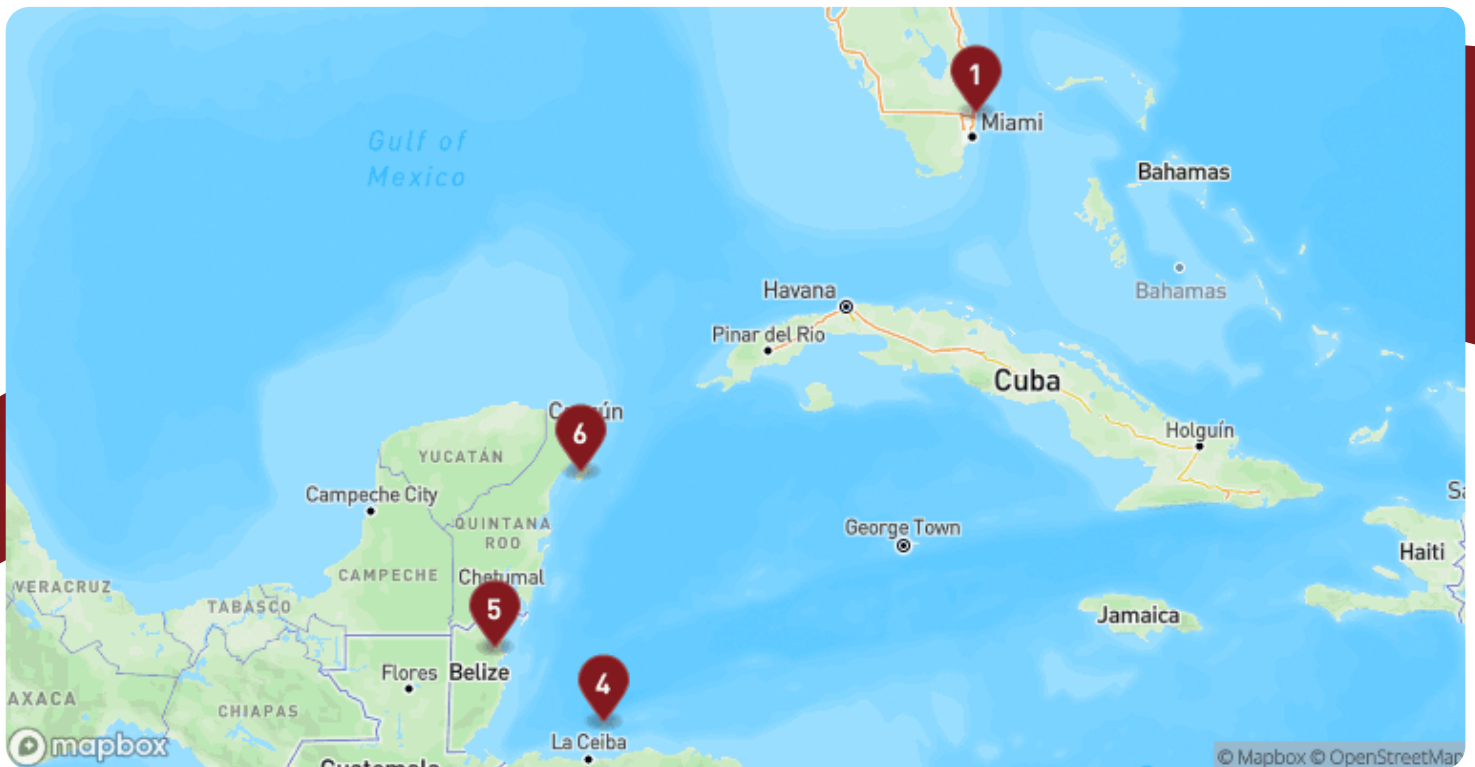 1
Miami
Gulf of
Mexico
Bahamas
Havana
Bahamas
Pinar del Rio
Cuba
6
Holguín
YUCATÁN
Campeche City
QUINTANA
ROO
George Town
Haiti
CAMPECHE
Chetumal
VERACRUZ
TABASCO
5
Jamaica
Flores
Belize
4
AXACA
CHIAPAS
La Ceiba
mapbox
© Mapbox © OpenStreetMap